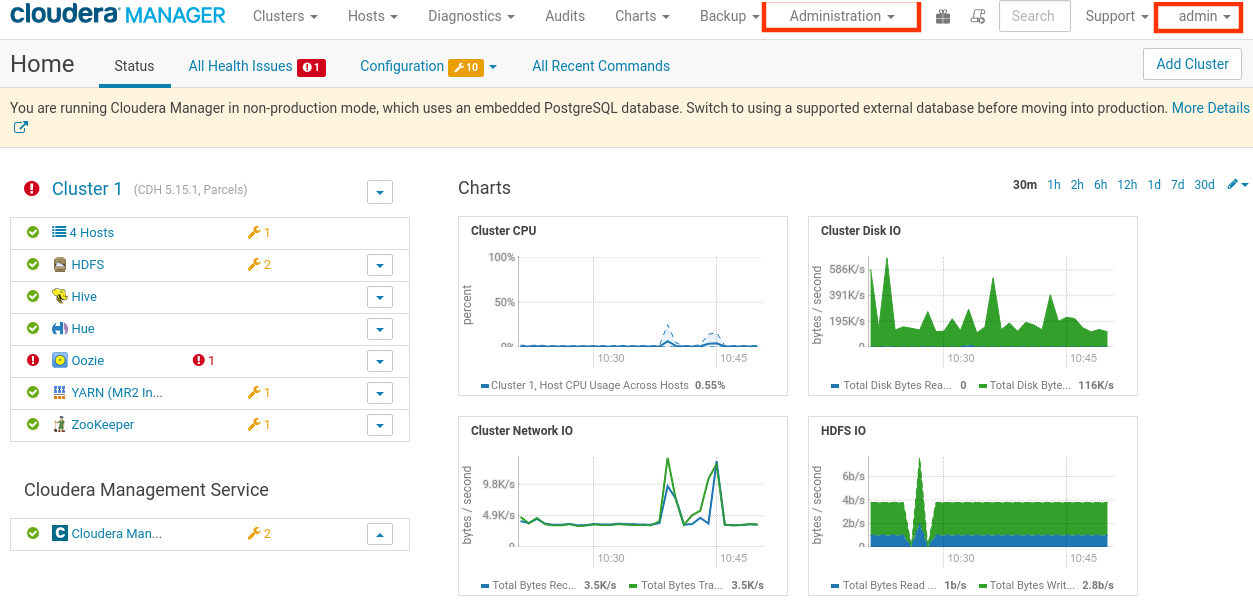 cloudera MANAGER Clusters Hosts Diagnostics Audits Charts Backup Administration Search Support admin
Home Status All Health Issues 1 Configuration 10 All Recent Commands Add Cluster
You are running Cloudera Manager in non-production mode, which uses an embedded PostgreSQL database. Switch to using a supported external database before moving into production. More Details
Cluster 1 (CDH 5.15.1, Parcels)
4 Hosts 1
HDFS 2
Hive
Hue
Oozie 1
YARN (MR2 In... 1
ZooKeeper 1
Cloudera Management Service
Cloudera Man... 2
Charts 30m 1h 2h 6h 12h 1d 7d 30d
Cluster CPU
percent
100%
50%
0%
10:30 10:45
Cluster 1, Host CPU Usage Across Hosts 0.55%
Cluster Disk IO
bytes / second
586K/s
391K/s
195K/s
0
10:30 10:45
Total Disk Bytes Rea... 0 Total Disk Byte... 116K/s
Cluster Network IO
bytes / second
9.8K/s
4.9K/s
0
10:30 10:45
Total Bytes Rec... 3.5K/s Total Bytes Tra... 3.5K/s
HDFS IO
bytes / second
6b/s
4b/s
2b/s
0
10:30 10:45
Total Bytes Read ... 1b/s Total Bytes Writ... 2.8b/s